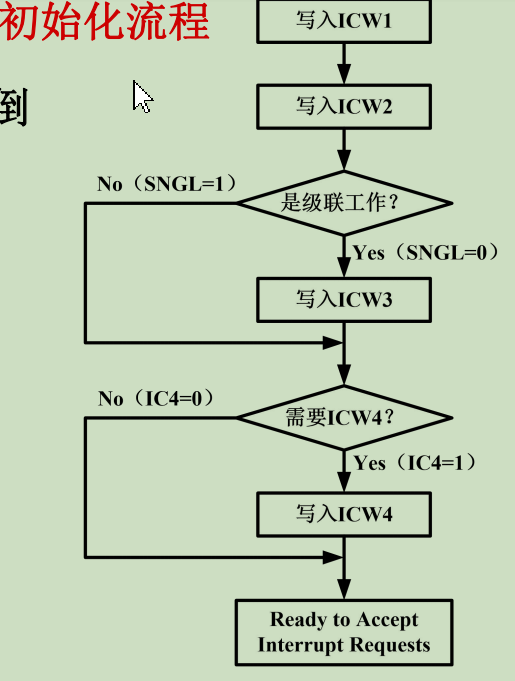 初始化流程
到
写入ICW1
写入ICW2
No（SNGL=1）
是级联工作？
Yes（SNGL=0）
写入ICW3
No（IC4=0）
需要ICW4？
Yes（IC4=1）
写入ICW4
Ready to Accept
Interrupt Requests